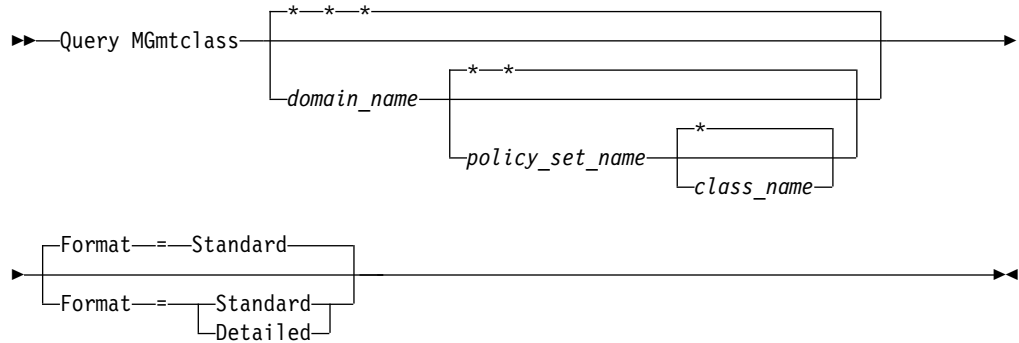 * * *
Query MGmtclass
* *
domain_name
*
policy_set_name
class_name
Format = Standard
Format = Standard
Detailed